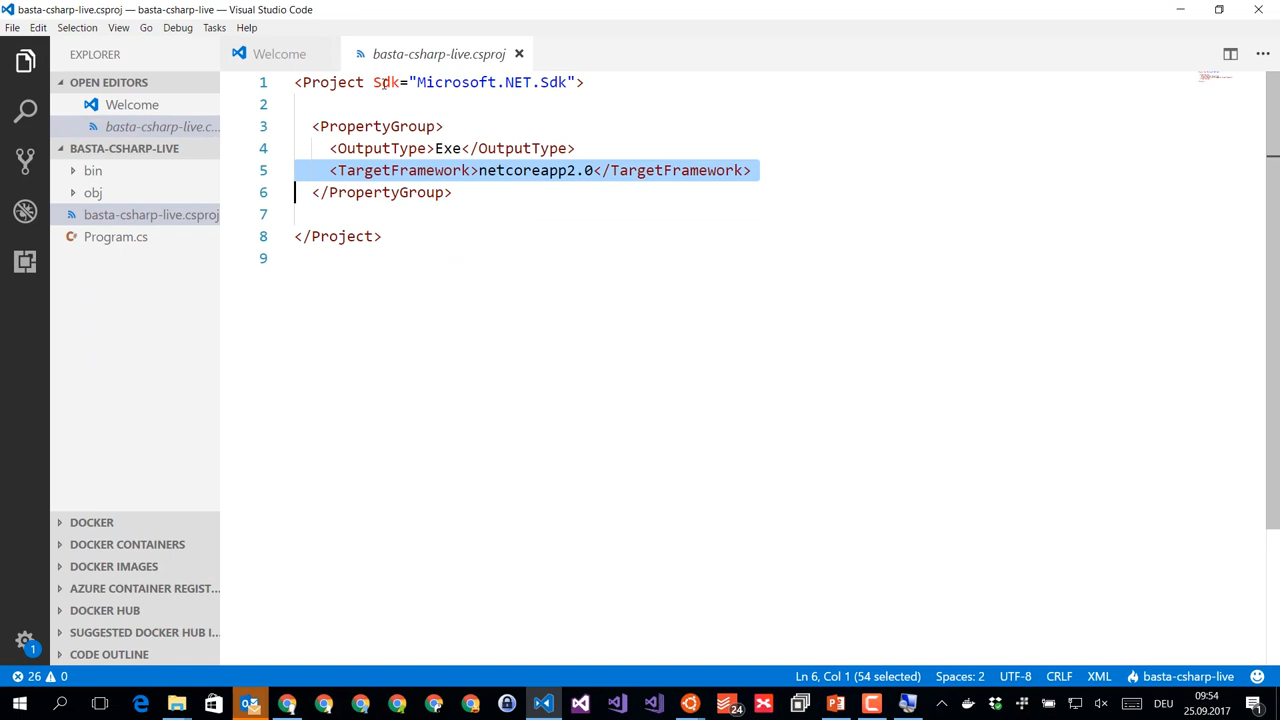 basta-csharp-live.csproj — basta-csharp-live — Visual Studio Code
File Edit Selection View Go Debug Tasks Help
EXPLORER
OPEN EDITORS
Welcome
basta-csharp-live.c...
BASTA-CSHARP-LIVE
bin
obj
basta-csharp-live.csproj
Program.cs
DOCKER
DOCKER CONTAINERS
DOCKER IMAGES
AZURE CONTAINER REGIST...
DOCKER HUB
SUGGESTED DOCKER HUB I...
CODE OUTLINE
Welcome basta-csharp-live.csproj
1 <Project Sdk="Microsoft.NET.Sdk">
2
3 <PropertyGroup>
4 <OutputType>Exe</OutputType>
5 <TargetFramework>netcoreapp2.0</TargetFramework>
6 </PropertyGroup>
7
8 </Project>
9
1
26 0 Ln 6, Col 1 (54 selected) Spaces: 2 UTF-8 CRLF XML basta-csharp-live
24 DEU 09:54
25.09.2017 1